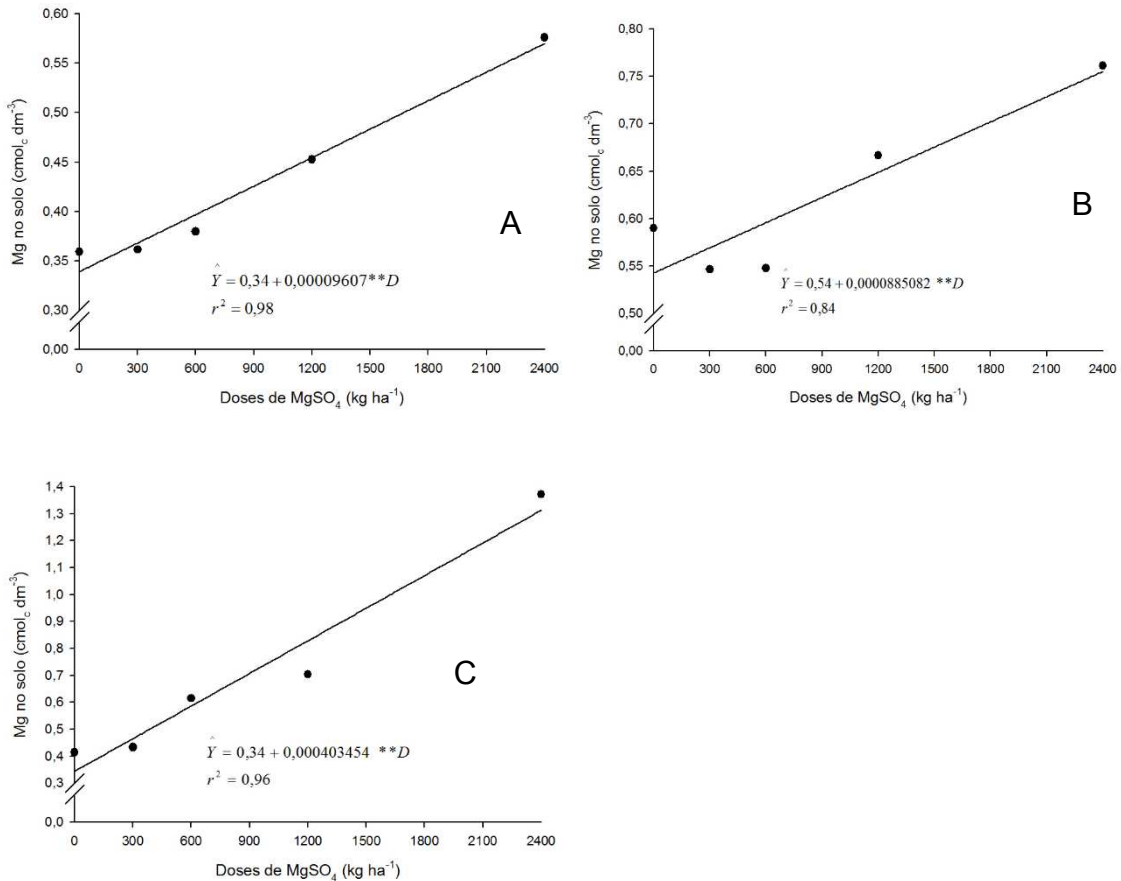 0,60
0,55
0,50
0,45
0,40
0,35
0,30
0,00
Mg no solo (cmol_c dm⁻³)
A
Ŷ = 0,34 + 0,00009607**D
r² = 0,98
0 300 600 900 1200 1500 1800 2100 2400
Doses de MgSO₄ (kg ha⁻¹)
0,80
0,75
0,70
0,65
0,60
0,55
0,50
0,00
Mg no solo (cmol_c dm⁻³)
B
Ŷ = 0,54 + 0,0000885082 **D
r² = 0,84
0 300 600 900 1200 1500 1800 2100 2400
Doses de MgSO₄ (kg ha⁻¹)
1,4
1,3
1,2
1,1
1,0
0,9
0,8
0,7
0,6
0,5
0,4
0,3
0,0
Mg no solo (cmol_c dm⁻³)
C
Ŷ = 0,34 + 0,000403454 **D
r² = 0,96
0 300 600 900 1200 1500 1800 2100 2400
Doses de MgSO₄ (kg ha⁻¹)